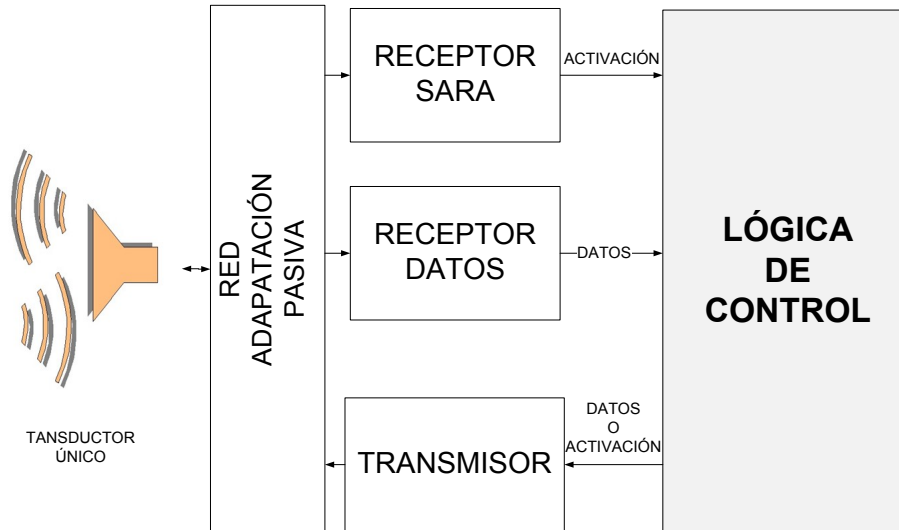 TANSDUCTOR
ÚNICO
RED
ADAPATACIÓN
PASIVA
RECEPTOR
SARA
ACTIVACIÓN
RECEPTOR
DATOS
DATOS
TRANSMISOR
DATOS
O
ACTIVACIÓN
LÓGICA
DE
CONTROL